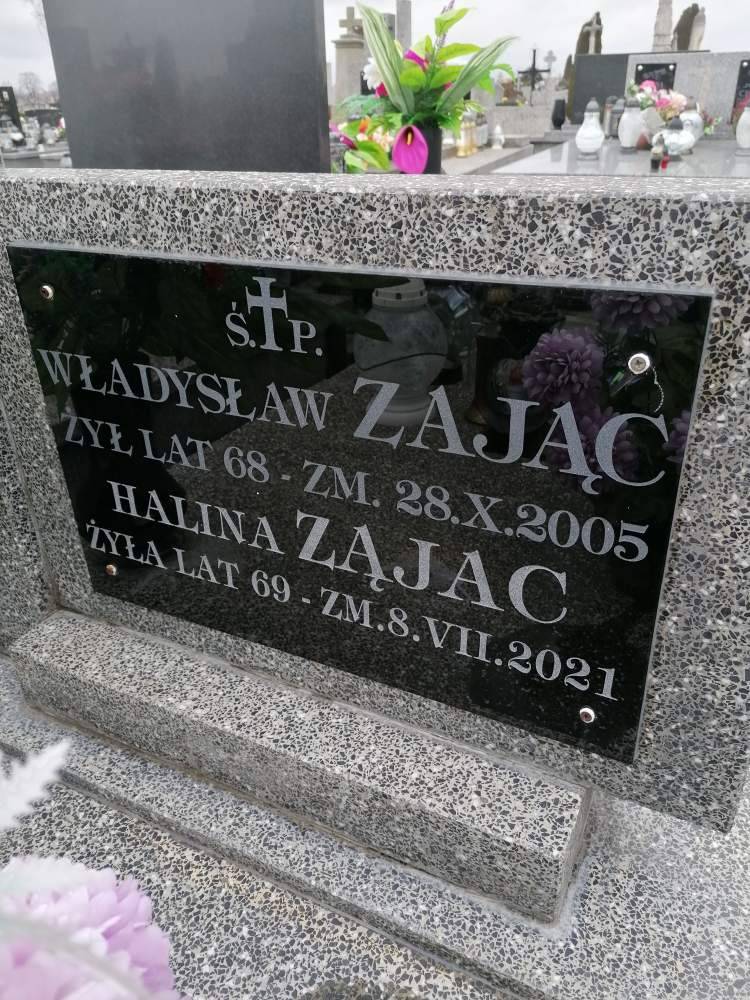 Ś.P.
WŁADYSŁAW ZAJĄC
ŻYŁ LAT 68 - ZM. 28.X.2005
HALINA ZĄJAC
ŻYŁA LAT 69 - ZM.8.VII.2021